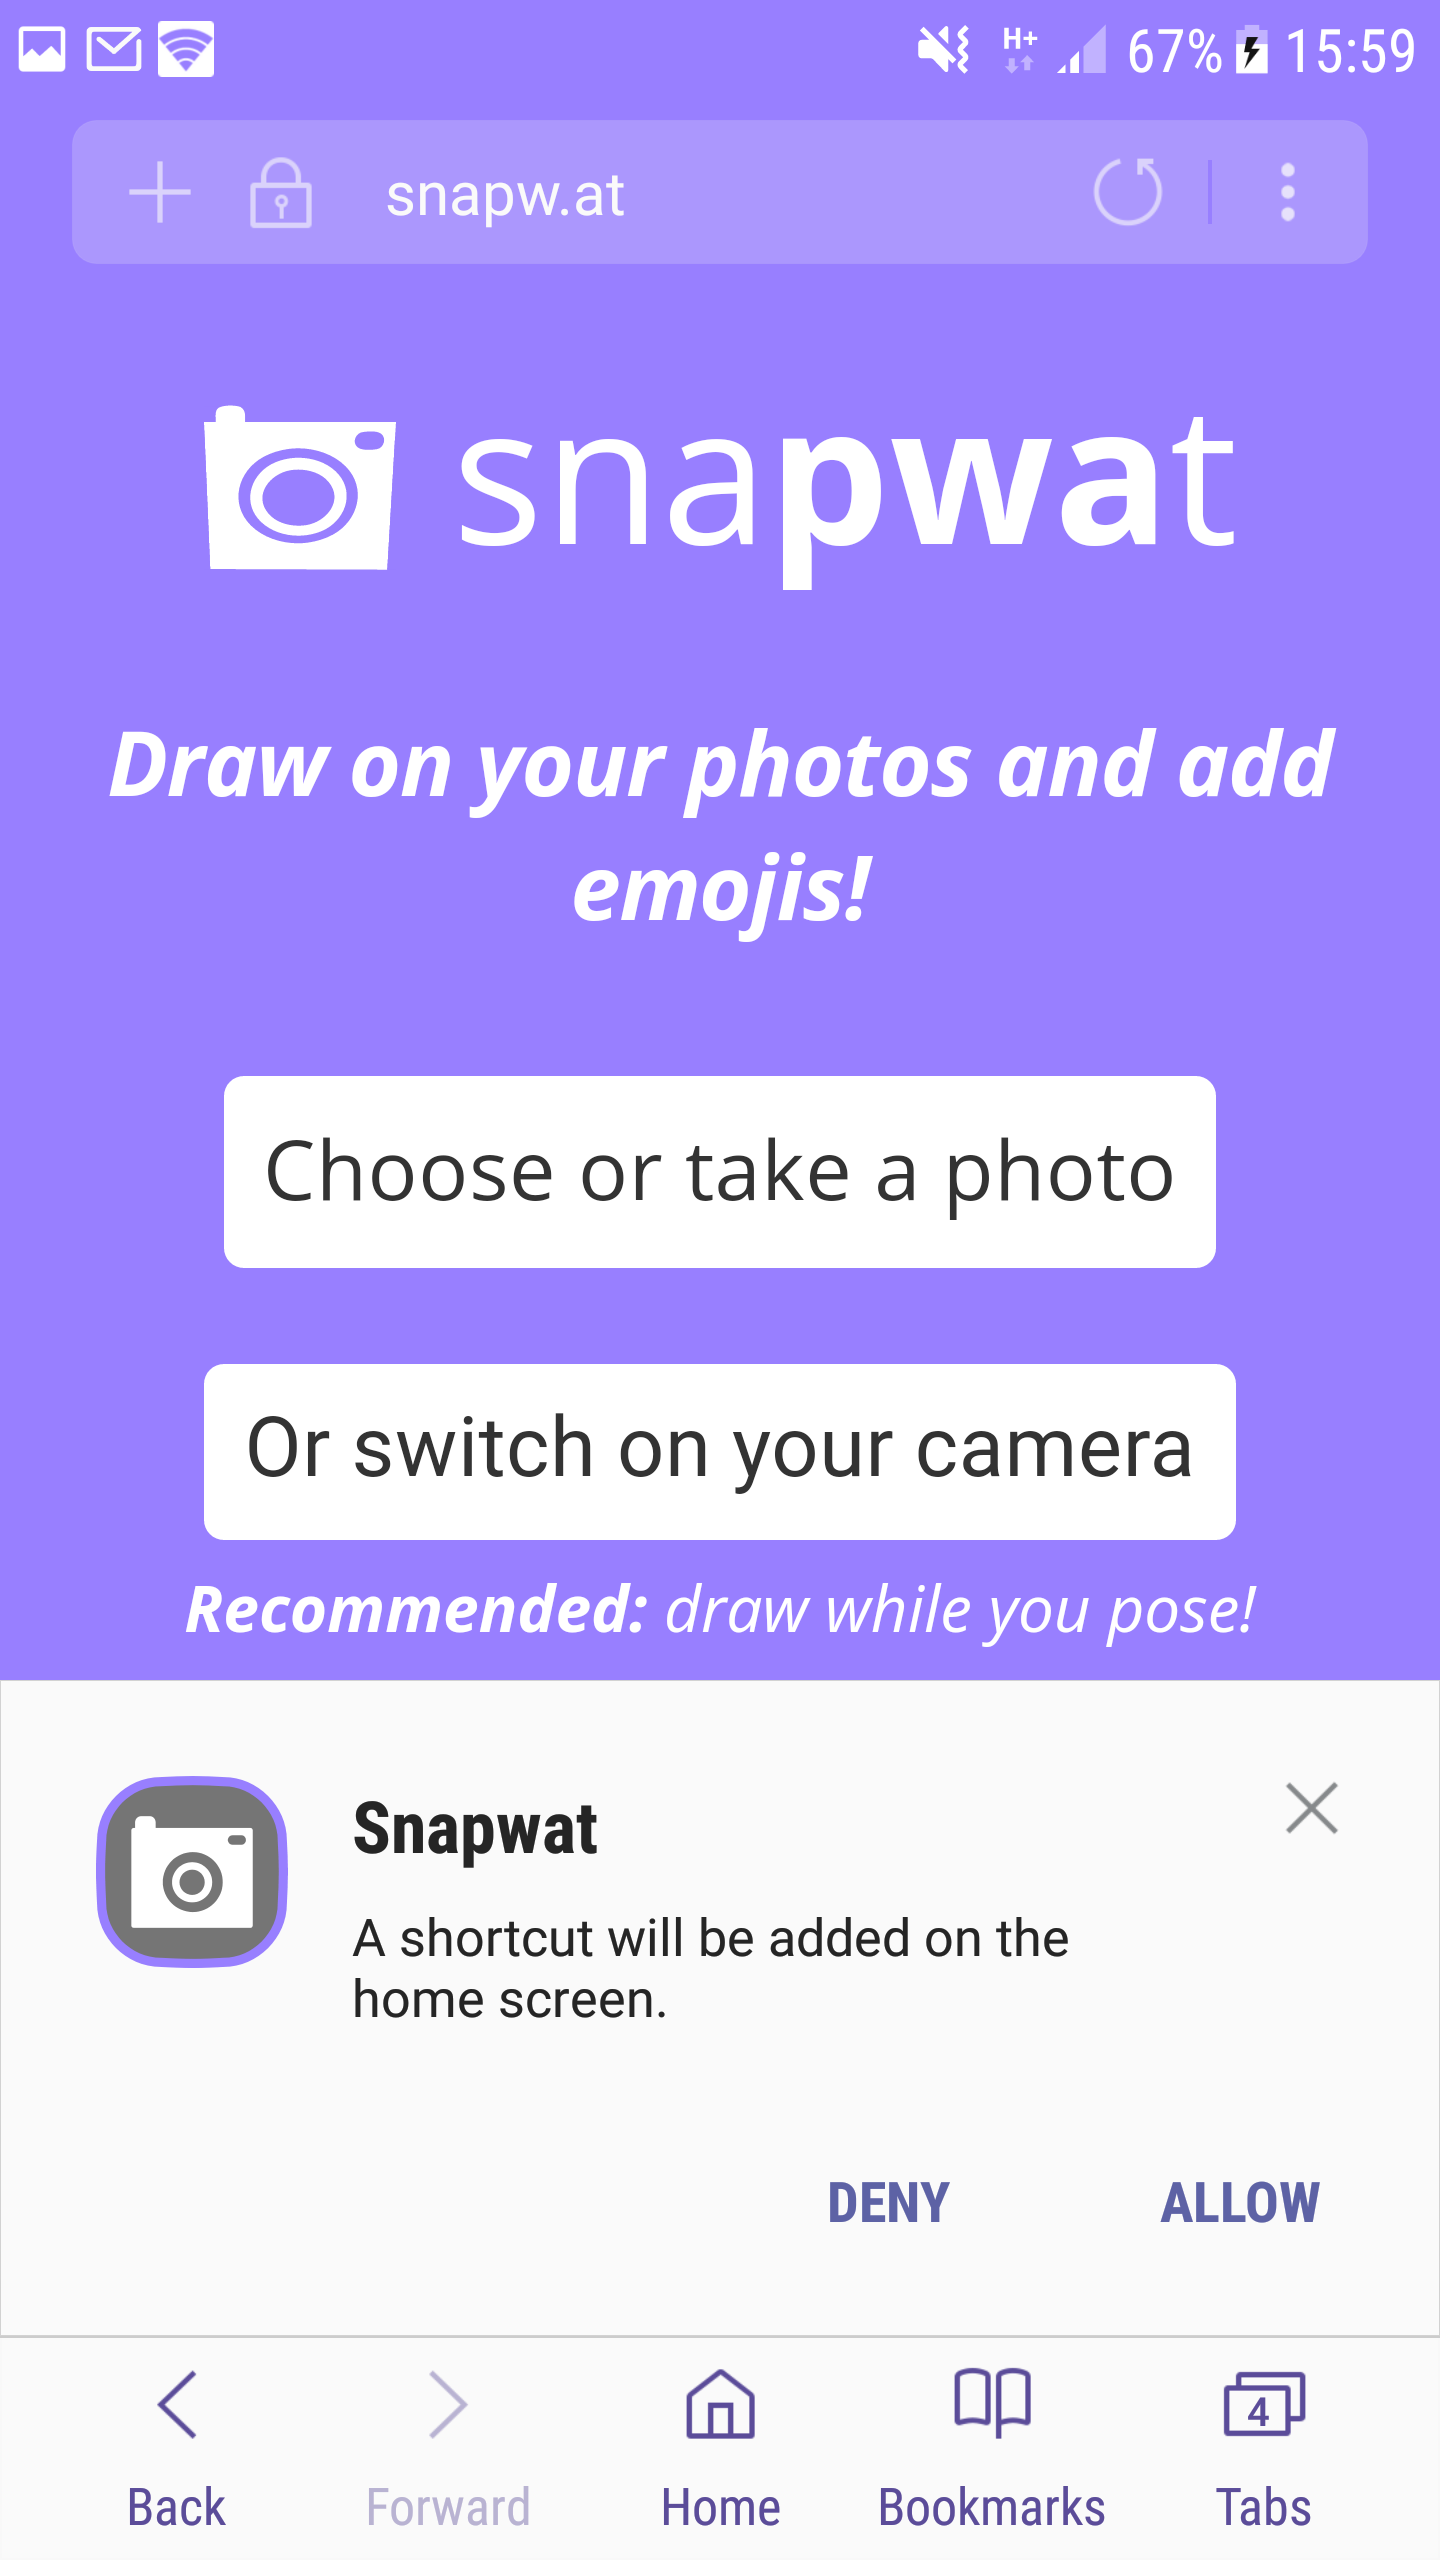 H+ 67% 15:59
snapw.at
snapwat
Draw on your photos and add
emojis!
Choose or take a photo
Or switch on your camera
Recommended: draw while you pose!
Snapwat
A shortcut will be added on the
home screen.
DENY ALLOW
4
Back Forward Home Bookmarks Tabs